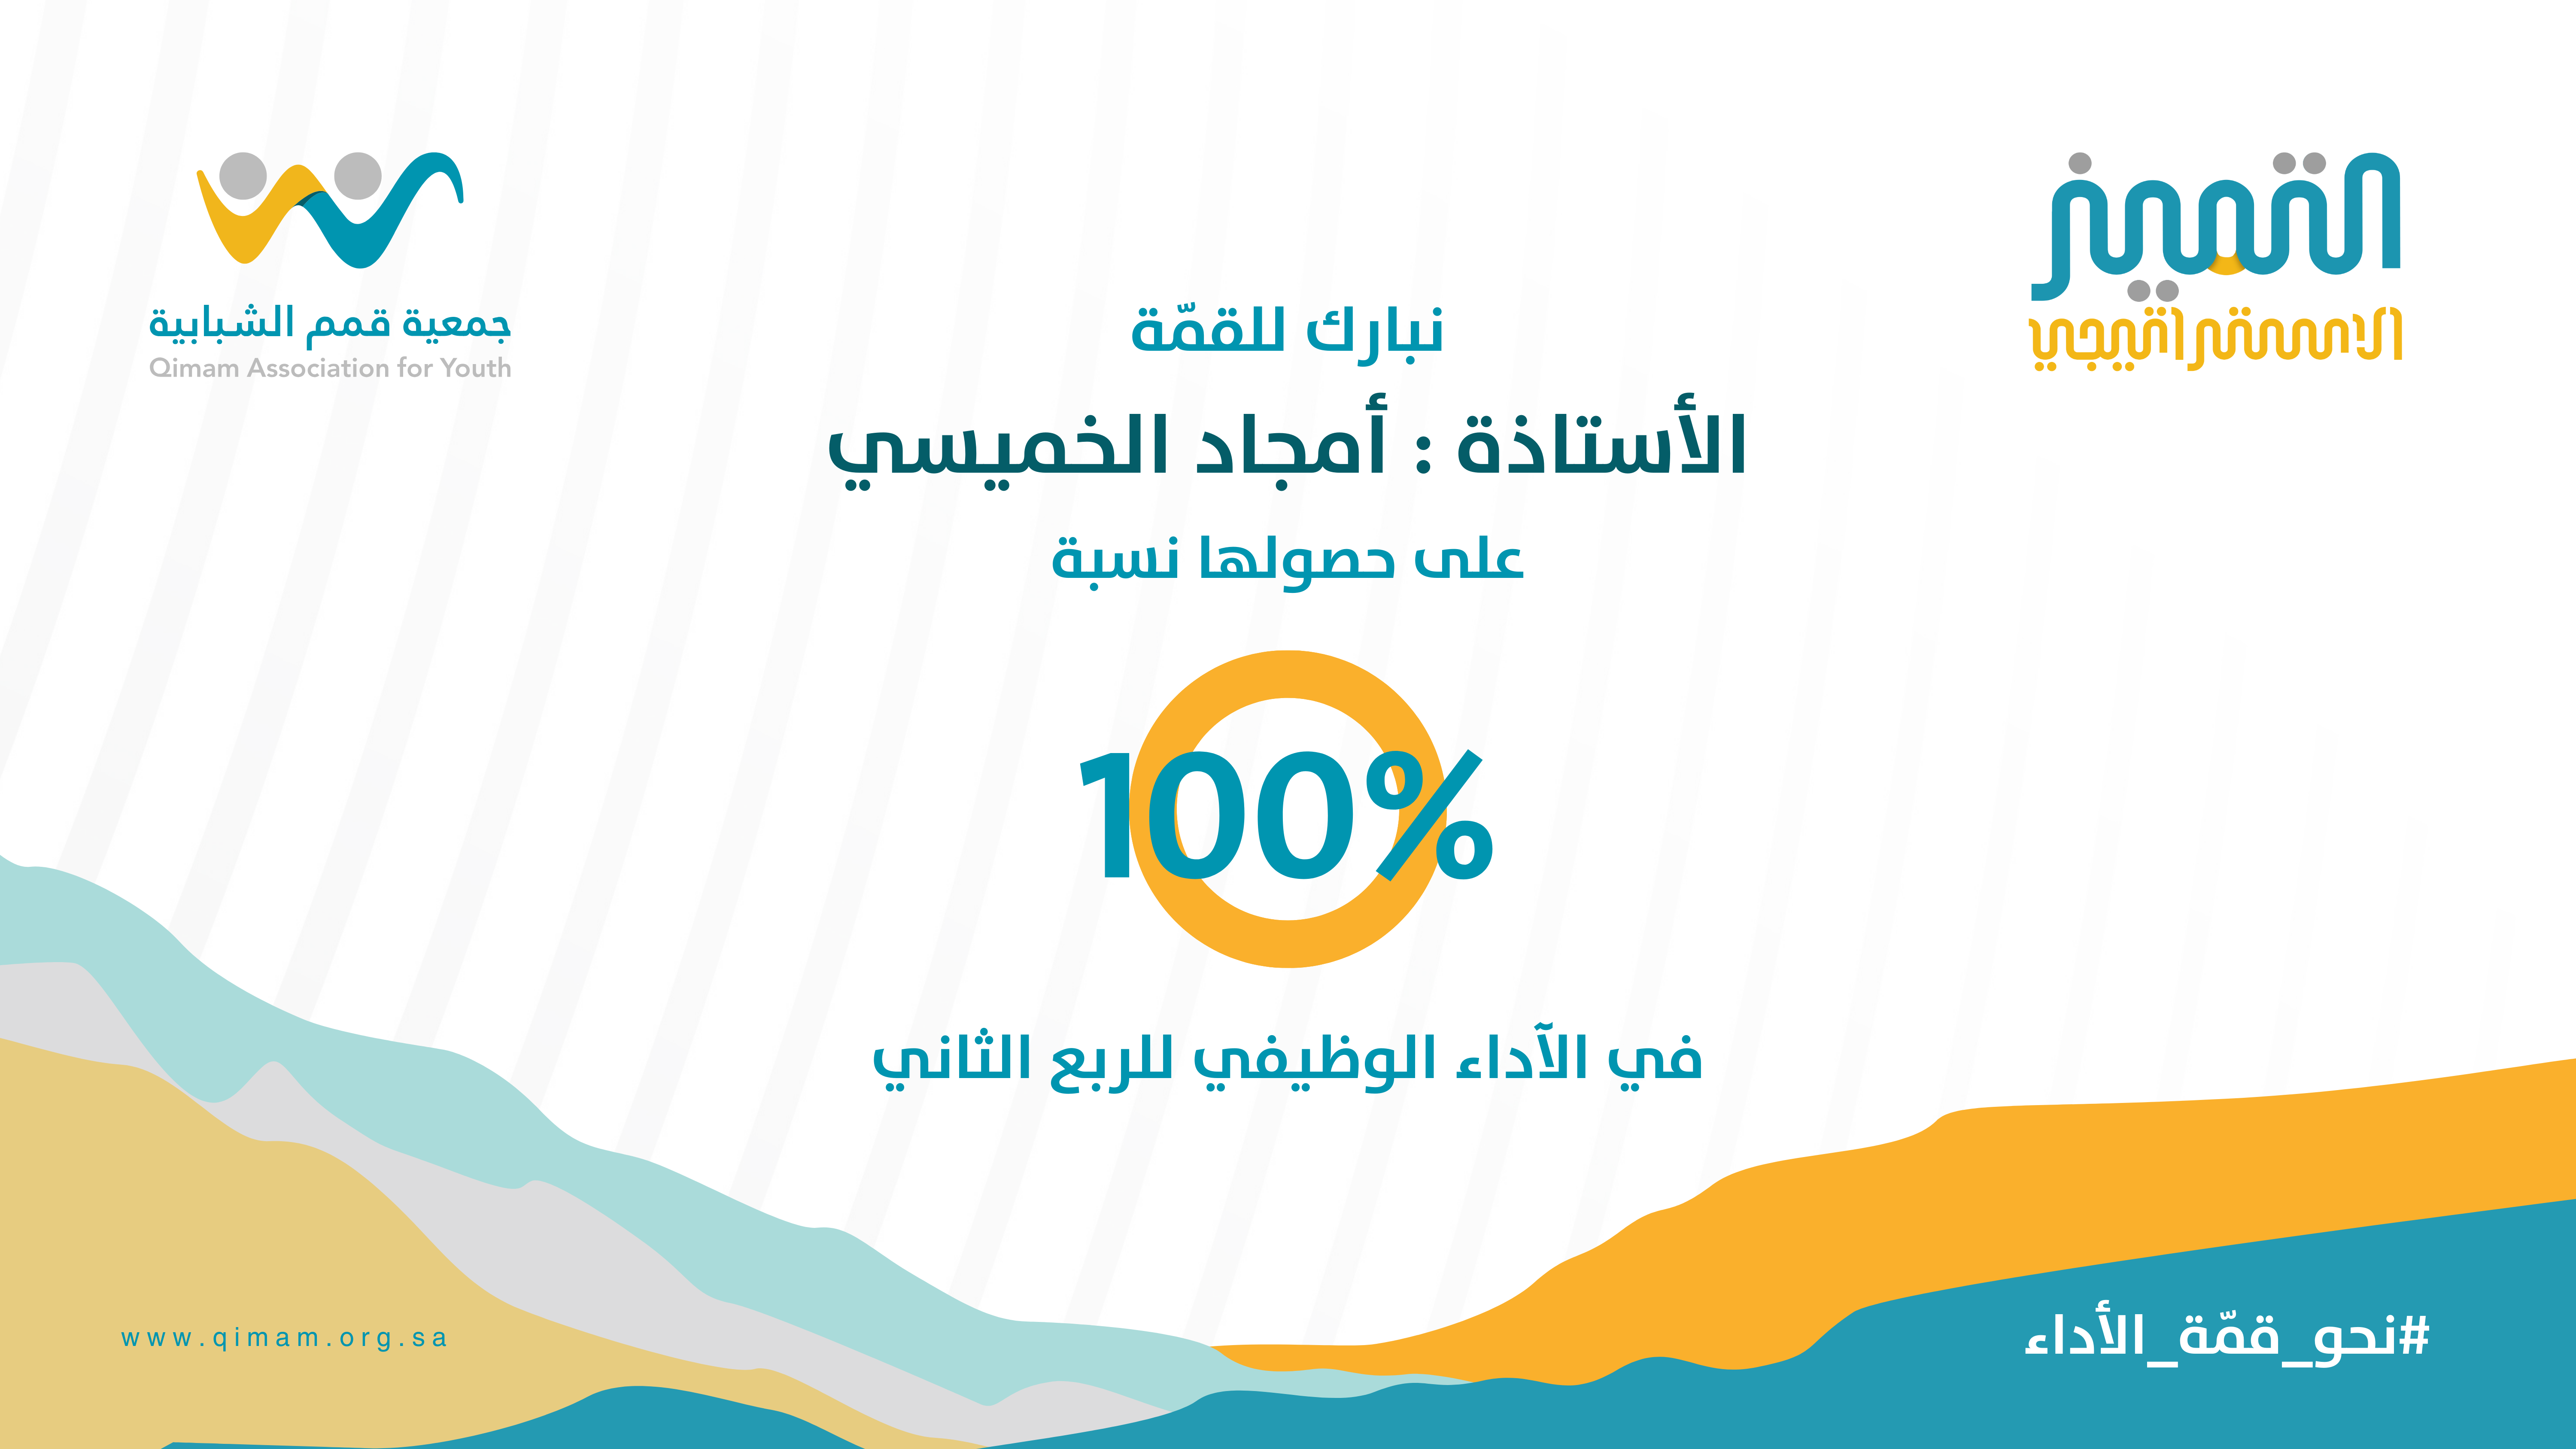 التميز
الاستراتيجي
جمعية قمم الشبابية
Qimam Association for Youth
نبارك للقمّة
الأستاذة : أمجاد الخميسي
على حصولها نسبة
100%
في الآداء الوظيفي للربع الثاني
#نحو_قمّة_الأداء
www.qimam.org.sa